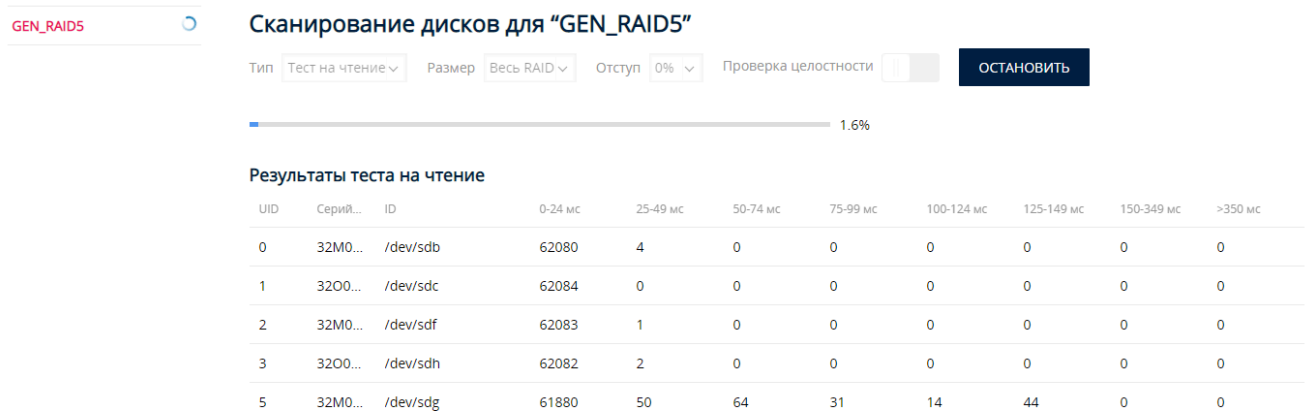 GEN_RAID5
Сканирование дисков для “GEN_RAID5”
Тип Тест на чтение Размер Весь RAID Отступ 0% Проверка целостности ОСТАНОВИТЬ
1.6%
Результаты теста на чтение
UID Серий... ID 0-24 мс 25-49 мс 50-74 мс 75-99 мс 100-124 мс 125-149 мс 150-349 мс >350 мс
0 32M0... /dev/sdb 62080 4 0 0 0 0 0 0
1 32O0... /dev/sdc 62084 0 0 0 0 0 0 0
2 32M0... /dev/sdf 62083 1 0 0 0 0 0 0
3 32O0... /dev/sdh 62082 2 0 0 0 0 0 0
5 32M0... /dev/sdg 61880 50 64 31 14 44 0 0